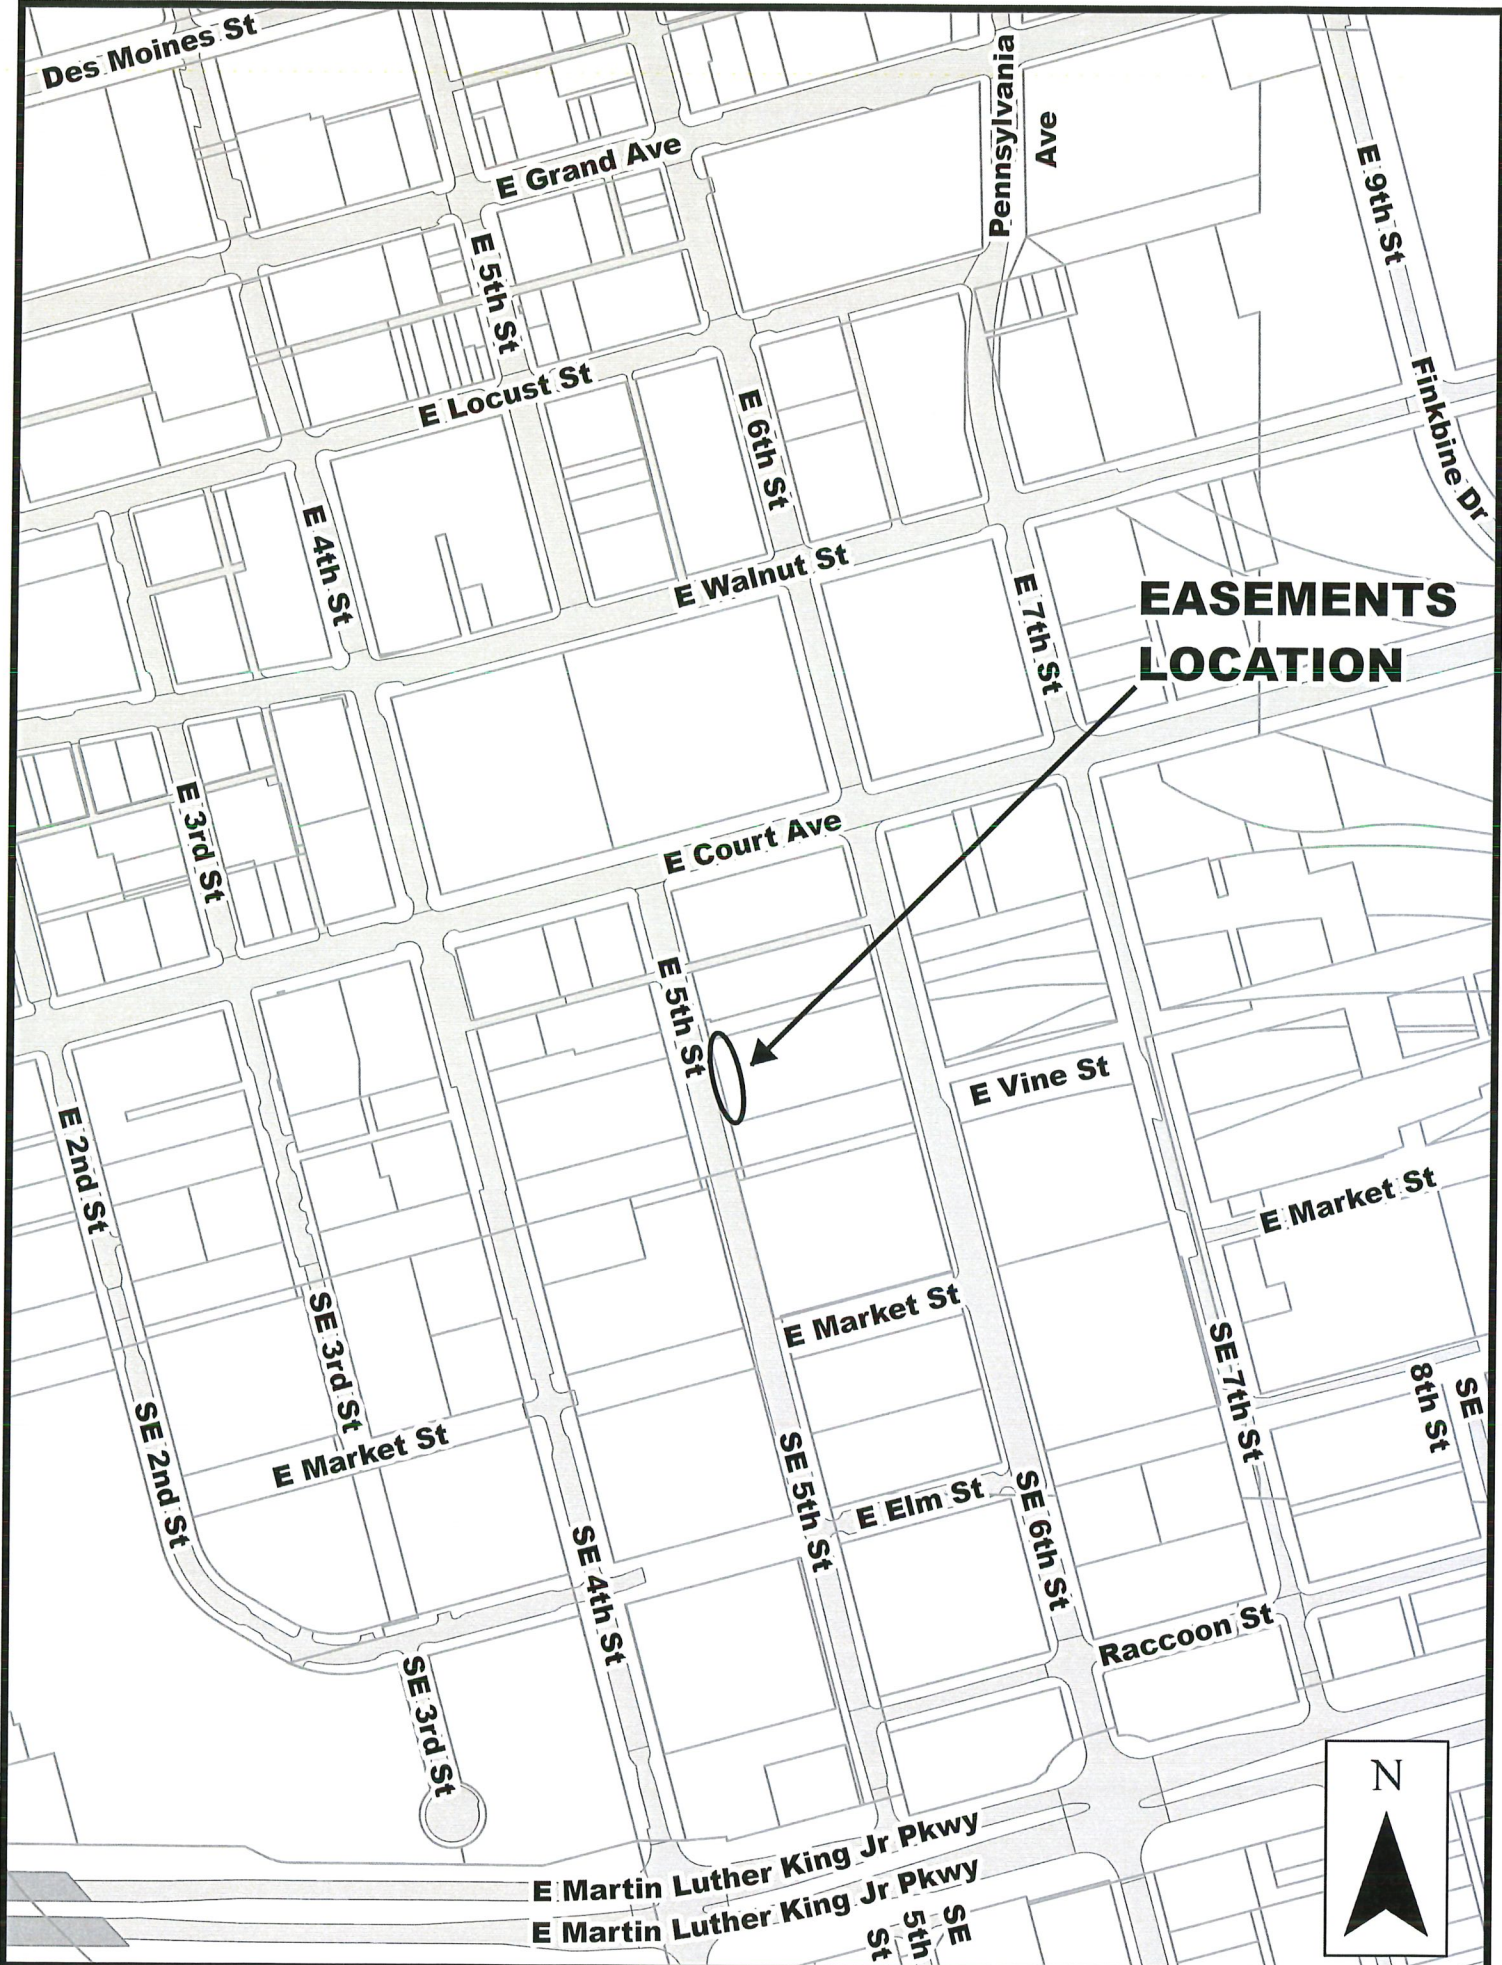 Des Moines St
Pennsylvania
Ave
E Grand Ave
E 9th St
E 5th St
E Locust St
Finkbine Dr
E 6th St
E 4th St
E Walnut St
E 7th St
EASEMENTS
LOCATION
E 3rd St
E Court Ave
E 5th St
E Vine St
E 2nd St
E Market St
E Market St
SE 3rd St
SE 7th St
SE
8th St
E Market St
SE 2nd St
SE 5th St
E Elm St
SE 6th St
SE 4th St
Raccoon St
SE 3rd St
N
E Martin Luther King Jr Pkwy
E Martin Luther King Jr Pkwy
SE
5th
St